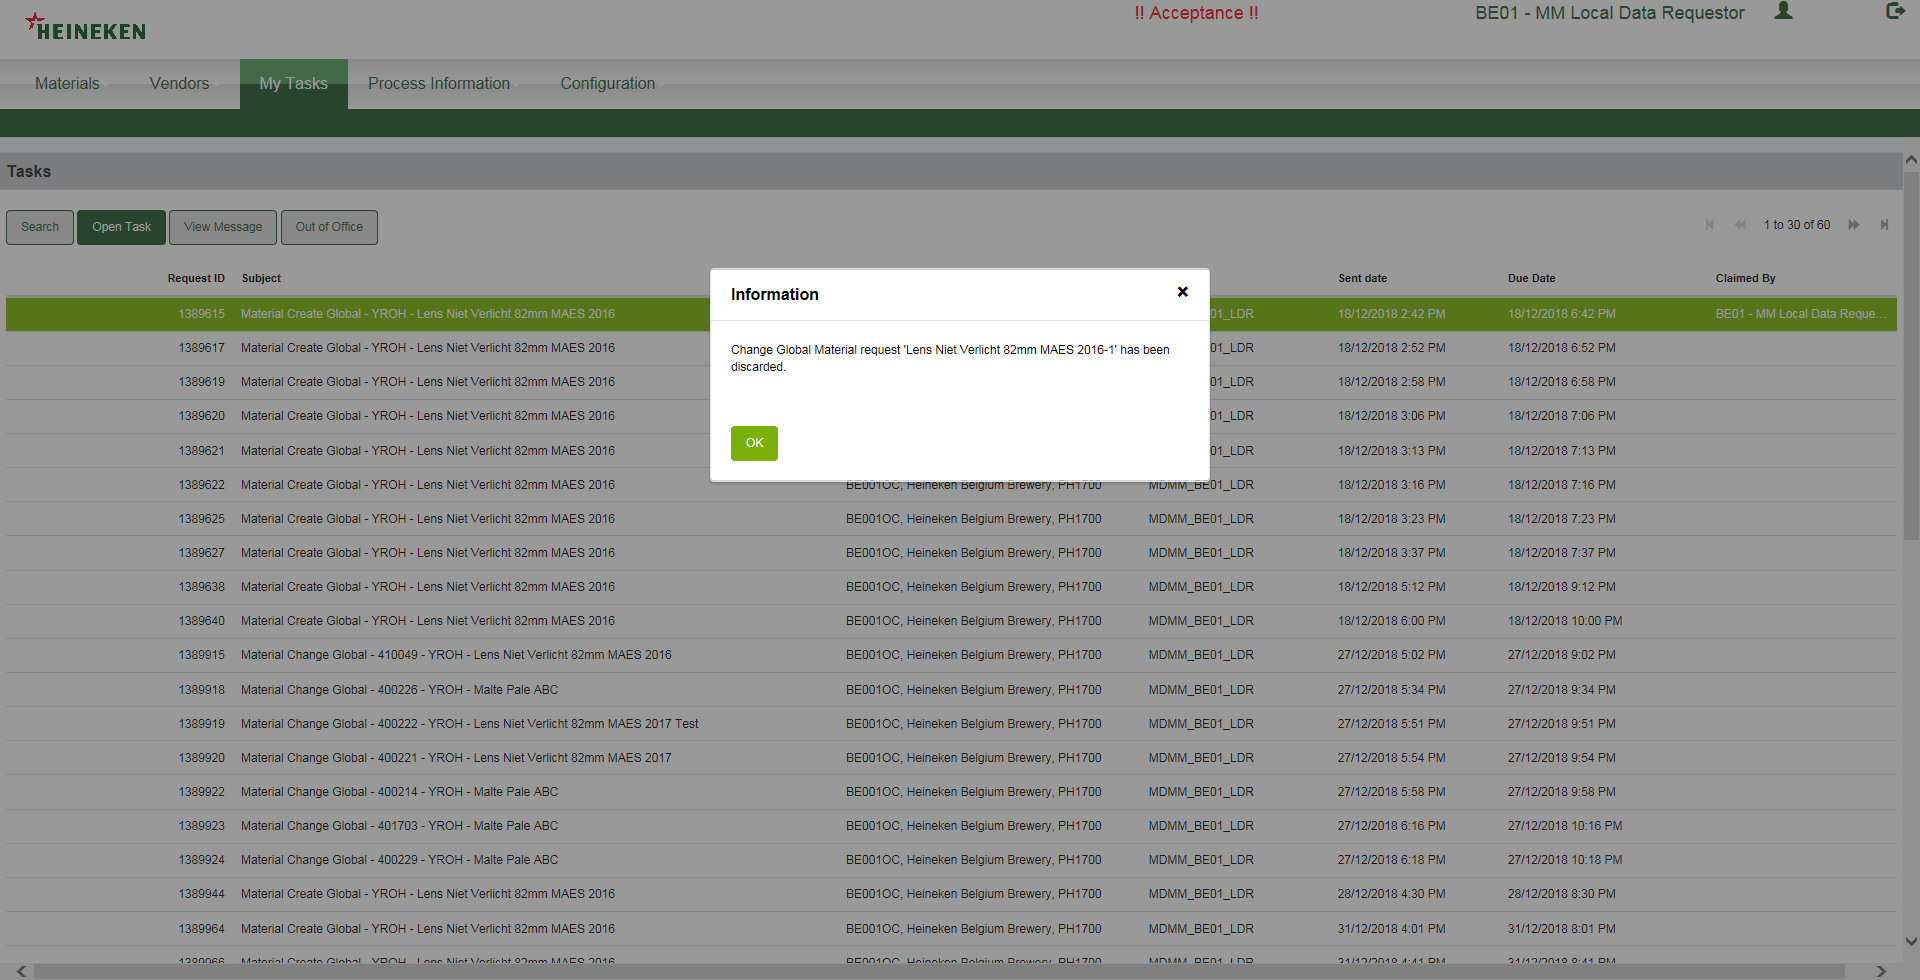 HEINEKEN
!! Acceptance !!
BE01 - MM Local Data Requestor
Materials Vendors My Tasks Process Information Configuration
Tasks
Search Open Task View Message Out of Office 1 to 30 of 60
Request ID Subject Sent date Due Date Claimed By
1389615 Material Create Global - YROH - Lens Niet Verlicht 82mm MAES 2016 01_LDR 18/12/2018 2:42 PM 18/12/2018 6:42 PM BE01 - MM Local Data Reque...
1389617 Material Create Global - YROH - Lens Niet Verlicht 82mm MAES 2016 01_LDR 18/12/2018 2:52 PM 18/12/2018 6:52 PM
1389619 Material Create Global - YROH - Lens Niet Verlicht 82mm MAES 2016 01_LDR 18/12/2018 2:58 PM 18/12/2018 6:58 PM
1389620 Material Create Global - YROH - Lens Niet Verlicht 82mm MAES 2016 01_LDR 18/12/2018 3:06 PM 18/12/2018 7:06 PM
1389621 Material Create Global - YROH - Lens Niet Verlicht 82mm MAES 2016 01_LDR 18/12/2018 3:13 PM 18/12/2018 7:13 PM
1389622 Material Create Global - YROH - Lens Niet Verlicht 82mm MAES 2016 BE001OC, Heineken Belgium Brewery, PH1700 MDMM_BE01_LDR 18/12/2018 3:16 PM 18/12/2018 7:16 PM
1389625 Material Create Global - YROH - Lens Niet Verlicht 82mm MAES 2016 BE001OC, Heineken Belgium Brewery, PH1700 MDMM_BE01_LDR 18/12/2018 3:23 PM 18/12/2018 7:23 PM
1389627 Material Create Global - YROH - Lens Niet Verlicht 82mm MAES 2016 BE001OC, Heineken Belgium Brewery, PH1700 MDMM_BE01_LDR 18/12/2018 3:37 PM 18/12/2018 7:37 PM
1389638 Material Create Global - YROH - Lens Niet Verlicht 82mm MAES 2016 BE001OC, Heineken Belgium Brewery, PH1700 MDMM_BE01_LDR 18/12/2018 5:12 PM 18/12/2018 9:12 PM
1389640 Material Create Global - YROH - Lens Niet Verlicht 82mm MAES 2016 BE001OC, Heineken Belgium Brewery, PH1700 MDMM_BE01_LDR 18/12/2018 6:00 PM 18/12/2018 10:00 PM
1389915 Material Change Global - 410049 - YROH - Lens Niet Verlicht 82mm MAES 2016 BE001OC, Heineken Belgium Brewery, PH1700 MDMM_BE01_LDR 27/12/2018 5:02 PM 27/12/2018 9:02 PM
1389918 Material Change Global - 400226 - YROH - Malte Pale ABC BE001OC, Heineken Belgium Brewery, PH1700 MDMM_BE01_LDR 27/12/2018 5:34 PM 27/12/2018 9:34 PM
1389919 Material Change Global - 400222 - YROH - Lens Niet Verlicht 82mm MAES 2017 Test BE001OC, Heineken Belgium Brewery, PH1700 MDMM_BE01_LDR 27/12/2018 5:51 PM 27/12/2018 9:51 PM
1389920 Material Change Global - 400221 - YROH - Lens Niet Verlicht 82mm MAES 2017 BE001OC, Heineken Belgium Brewery, PH1700 MDMM_BE01_LDR 27/12/2018 5:54 PM 27/12/2018 9:54 PM
1389922 Material Change Global - 400214 - YROH - Malte Pale ABC BE001OC, Heineken Belgium Brewery, PH1700 MDMM_BE01_LDR 27/12/2018 5:58 PM 27/12/2018 9:58 PM
1389923 Material Change Global - 401703 - YROH - Malte Pale ABC BE001OC, Heineken Belgium Brewery, PH1700 MDMM_BE01_LDR 27/12/2018 6:16 PM 27/12/2018 10:16 PM
1389924 Material Change Global - 400229 - YROH - Malte Pale ABC BE001OC, Heineken Belgium Brewery, PH1700 MDMM_BE01_LDR 27/12/2018 6:18 PM 27/12/2018 10:18 PM
1389944 Material Create Global - YROH - Lens Niet Verlicht 82mm MAES 2016 BE001OC, Heineken Belgium Brewery, PH1700 MDMM_BE01_LDR 28/12/2018 4:30 PM 28/12/2018 8:30 PM
1389964 Material Create Global - YROH - Lens Niet Verlicht 82mm MAES 2016 BE001OC, Heineken Belgium Brewery, PH1700 MDMM_BE01_LDR 31/12/2018 4:01 PM 31/12/2018 8:01 PM
1389966 Material Create Global - YROH - Lens Niet Verlicht 82mm MAES 2016 BE001OC, Heineken Belgium Brewery, PH1700 MDMM_BE01_LDR 31/12/2018 4:41 PM 31/12/2018 8:41 PM
Information
Change Global Material request 'Lens Niet Verlicht 82mm MAES 2016-1' has been
discarded.
OK